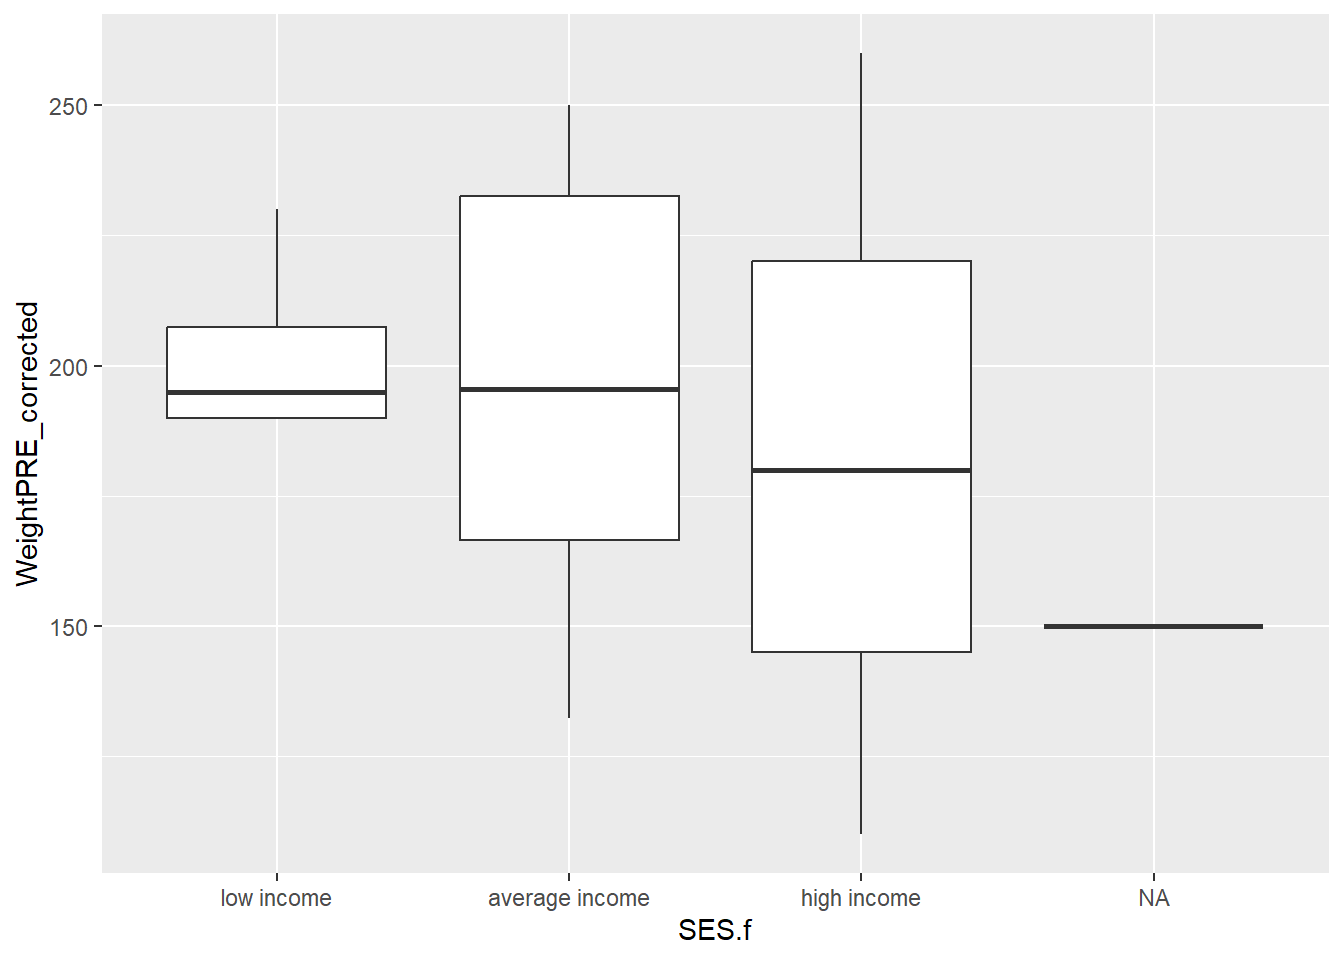 WeightPRE_corrected
250
200
150
low income
average income
high income
NA
SES.f